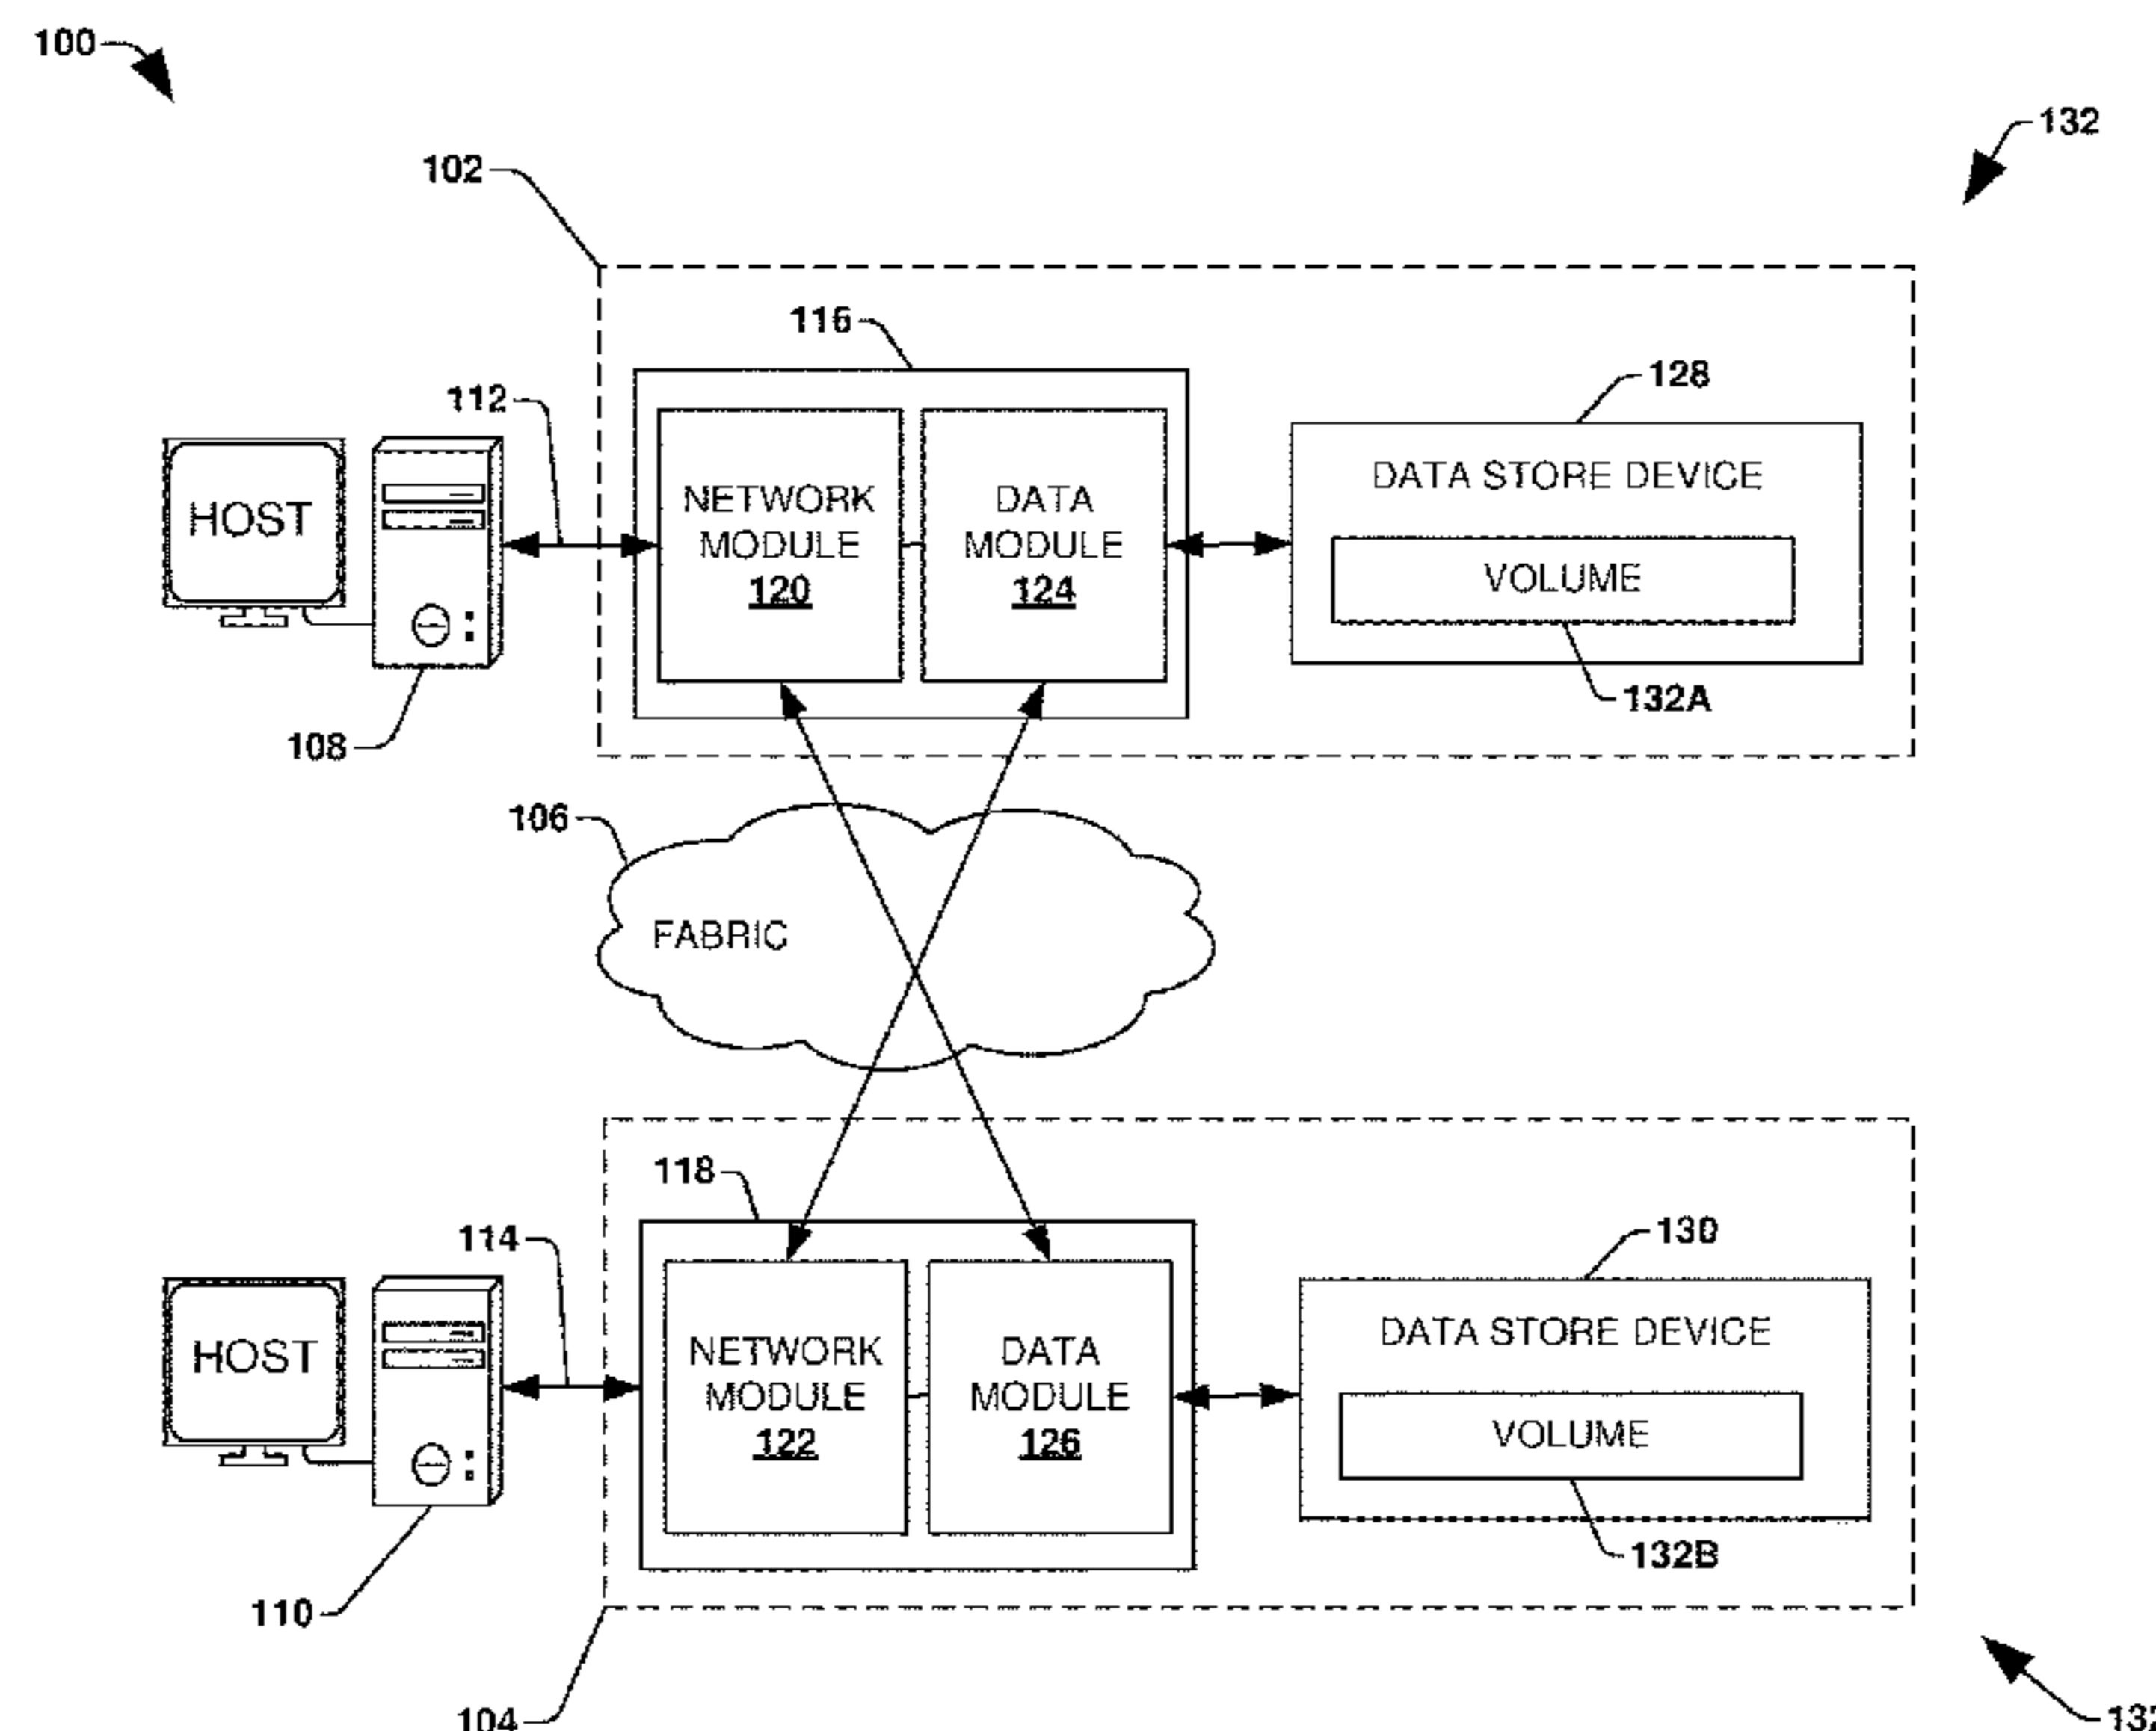 100
132
102
116
128
112
HOST
NETWORK MODULE 120
DATA MODULE 124
DATA STORE DEVICE
VOLUME
132A
108
106
FABRIC
118
130
114
HOST
NETWORK MODULE 122
DATA MODULE 126
DATA STORE DEVICE
VOLUME
132B
110
104